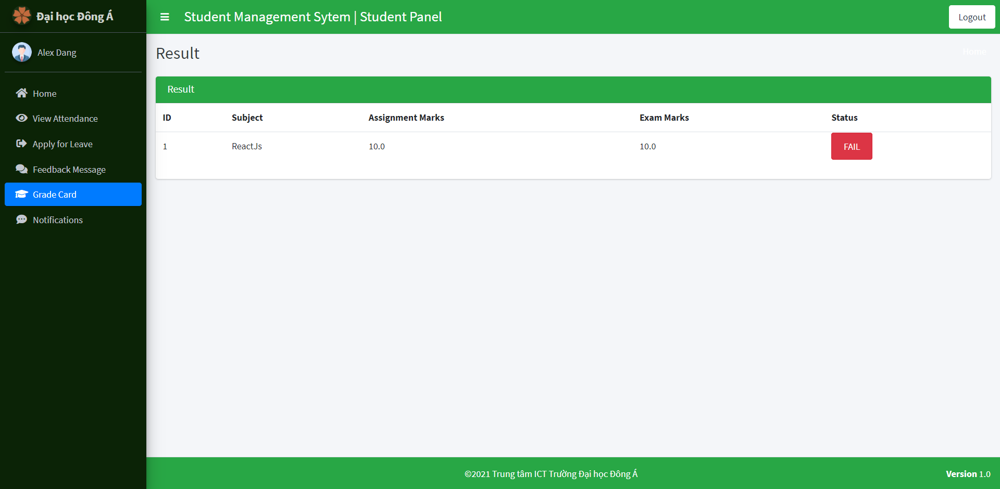 Đại học Đông Á
Alex Dang
Home
View Attendance
Apply for Leave
Feedback Message
Grade Card
Notifications
Student Management Sytem | Student Panel
Logout
Result
Home
Result
ID Subject Assignment Marks Exam Marks Status
1 ReactJs 10.0 10.0 FAIL
©2021 Trung tâm ICT Trường Đại học Đông Á
Version 1.0